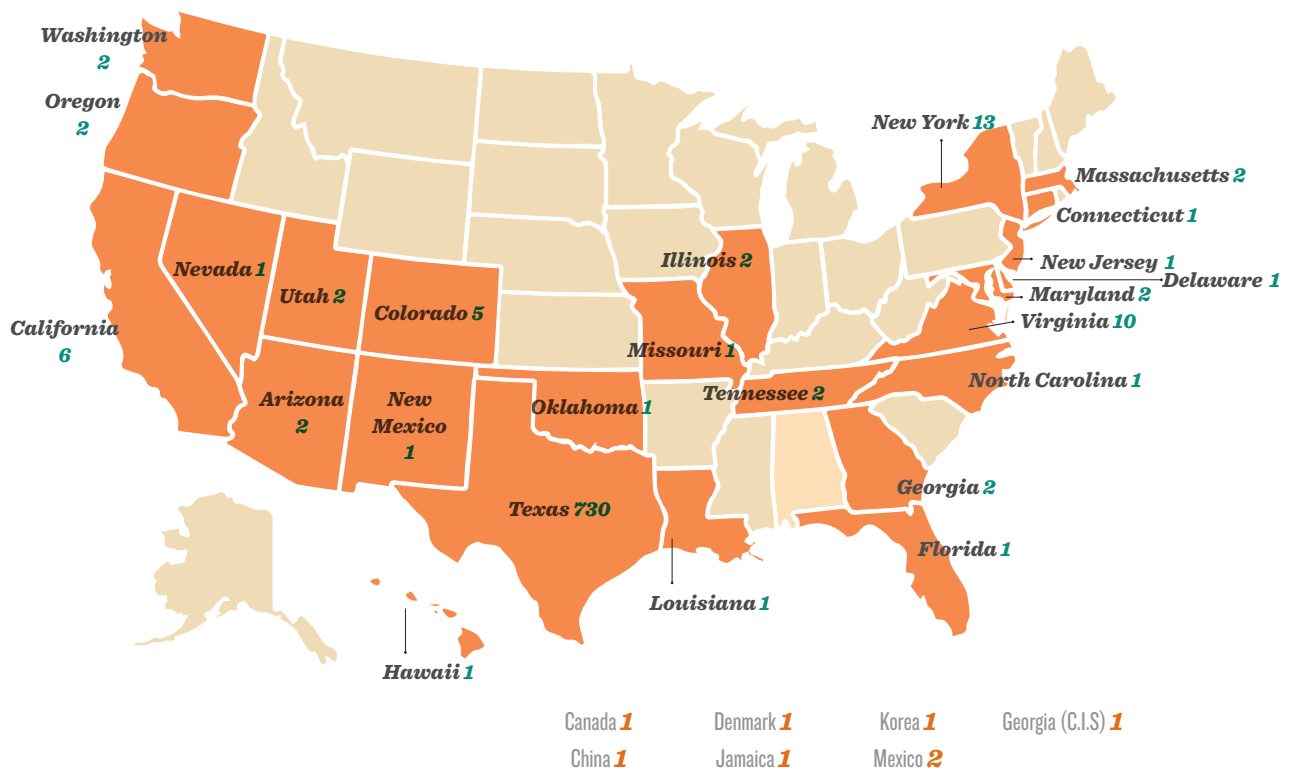 Washington
2
Oregon
2
New York 13
Massachusetts 2
Connecticut 1
Illinois 2
New Jersey 1
Nevada 1
Delaware 1
Utah 2
Maryland 2
Colorado 5
Virginia 10
California
6
Missouri 1
North Carolina 1
Tennessee 2
Arizona
2
New
Mexico
1
Oklahoma 1
Georgia 2
Texas 730
Florida 1
Louisiana 1
Hawaii 1
Canada 1
Denmark 1
Korea 1
Georgia (C.I.S) 1
China 1
Jamaica 1
Mexico 2